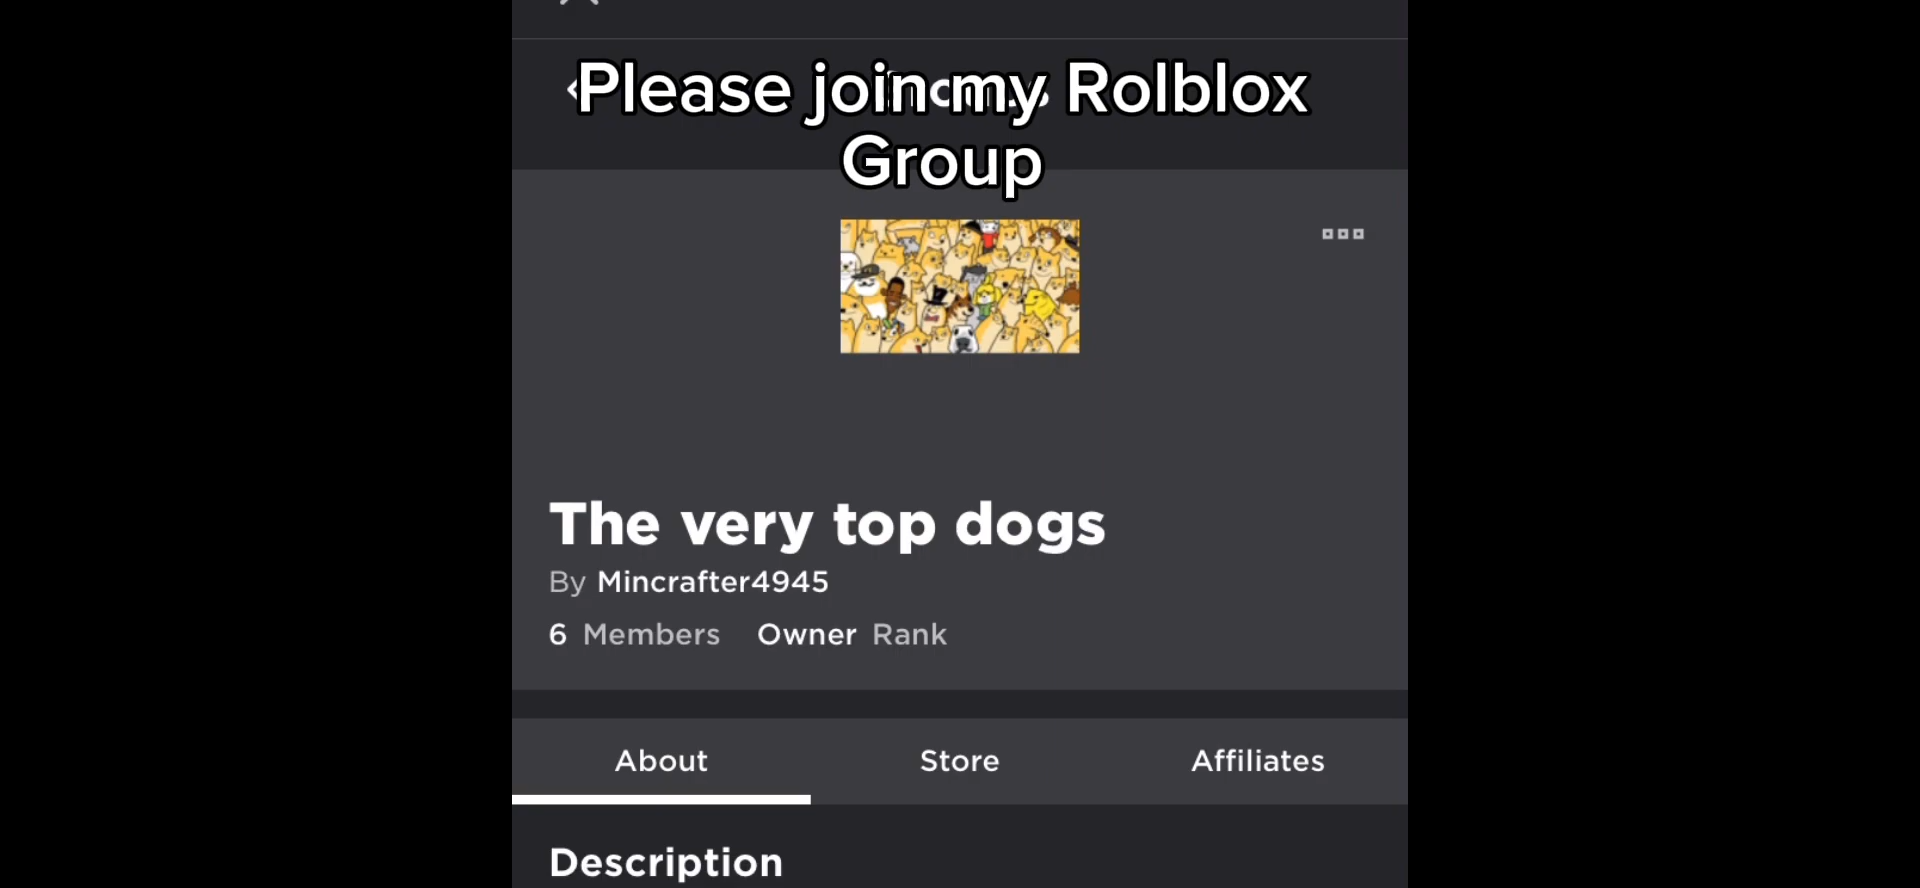 Please join my Rolblox
Group
The very top dogs
By Mincrafter4945
6 Members Owner Rank
About Store Affiliates
Description